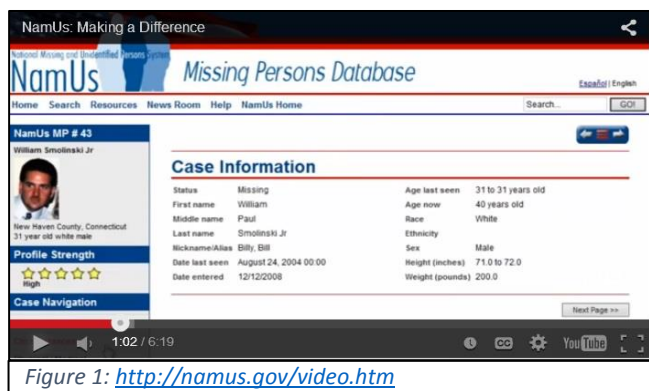 NamUs: Making a Difference
National Missing and Unidentified Persons System
NamUs
Missing Persons Database
Español | English
Home Search Resources News Room Help NamUs Home
Search... GO!
NamUs MP # 43
William Smolinski Jr
New Haven County, Connecticut
31 year old white male
Profile Strength
High
Case Navigation
Case Information
Status Missing Age last seen 31 to 31 years old
First name William Age now 40 years old
Middle name Paul Race White
Last name Smolinski Jr Ethnicity
Nickname/Alias Billy, Bill Sex Male
Date last seen August 24, 2004 00:00 Height (inches) 71.0 to 72.0
Date entered 12/12/2008 Weight (pounds) 200.0
Next Page >>
1:02 / 6:19 CC YouTube
Figure 1: http://namus.gov/video.htm